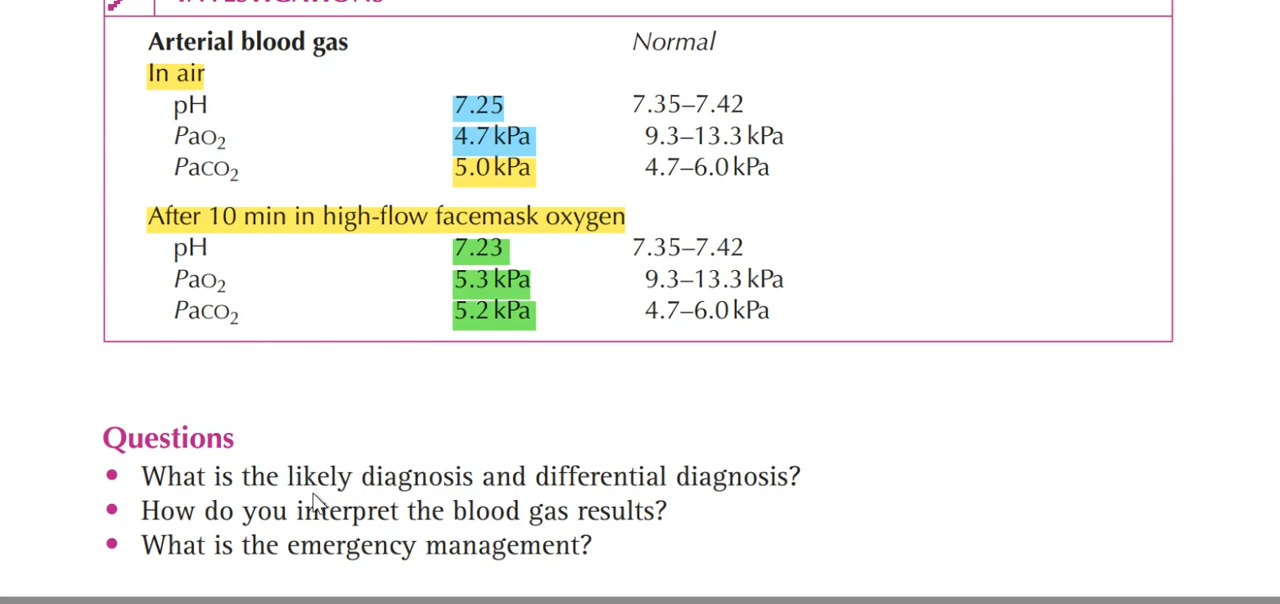 INVESTIGATIONS
Arterial blood gas Normal
In air
pH 7.25 7.35–7.42
PaO₂ 4.7 kPa 9.3–13.3 kPa
PaCO₂ 5.0 kPa 4.7–6.0 kPa
After 10 min in high-flow facemask oxygen
pH 7.23 7.35–7.42
PaO₂ 5.3 kPa 9.3–13.3 kPa
PaCO₂ 5.2 kPa 4.7–6.0 kPa
Questions
• What is the likely diagnosis and differential diagnosis?
• How do you interpret the blood gas results?
• What is the emergency management?